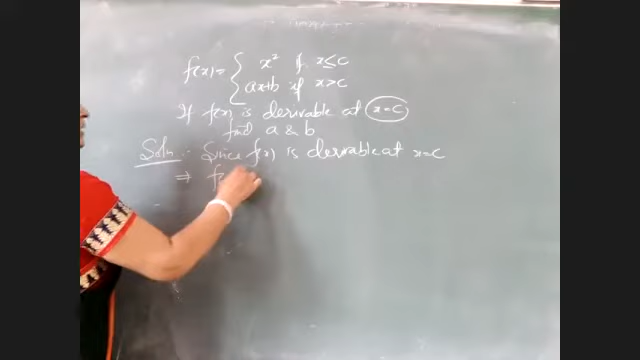 f(x) = { x² if x ≤ c
ax+b if x > c
If f(x) is derivable at x=c
find a & b
Soln: Since f(x) is derivable at x=c
⇒ f(